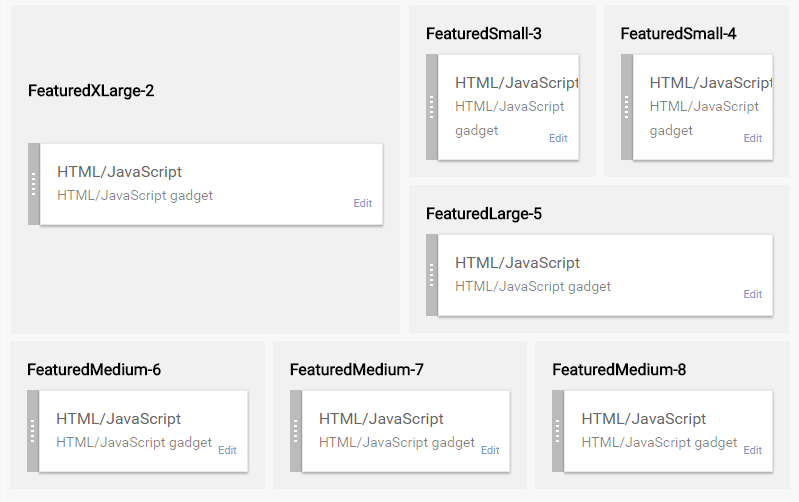 FeaturedXLarge-2
HTML/JavaScript
HTML/JavaScript gadget
Edit
FeaturedSmall-3
HTML/JavaScript
HTML/JavaScript
gadget
Edit
FeaturedSmall-4
HTML/JavaScript
HTML/JavaScript
gadget
Edit
FeaturedLarge-5
HTML/JavaScript
HTML/JavaScript gadget
Edit
FeaturedMedium-6
HTML/JavaScript
HTML/JavaScript gadget
Edit
FeaturedMedium-7
HTML/JavaScript
HTML/JavaScript gadget
Edit
FeaturedMedium-8
HTML/JavaScript
HTML/JavaScript gadget
Edit